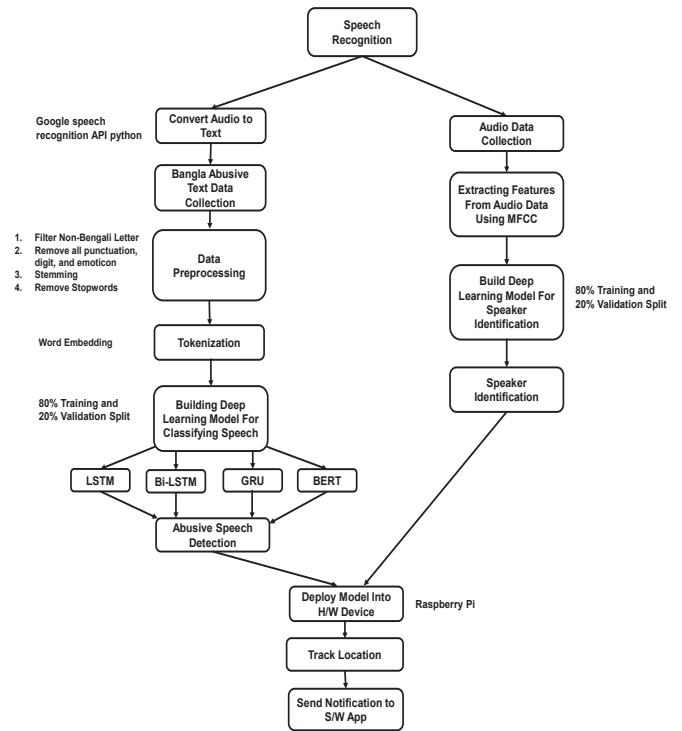 Speech
Recognition
Google speech
recognition API python
Convert Audio to
Text
Audio Data
Collection
Bangla Abusive
Text Data
Collection
Extracting Features
From Audio Data
Using MFCC
1. Filter Non-Bengali Letter
2. Remove all punctuation,
digit, and emoticon
3. Stemming
4. Remove Stopwords
Data
Preprocessing
Build Deep
Learning Model For
Speaker
Identification
80% Training and
20% Validation Split
Word Embedding
Tokenization
Speaker
Identification
80% Training and
20% Validation Split
Building Deep
Learning Model For
Classifying Speech
LSTM
Bi-LSTM
GRU
BERT
Abusive Speech
Detection
Deploy Model Into
H/W Device
Raspberry Pi
Track Location
Send Notification to
S/W App